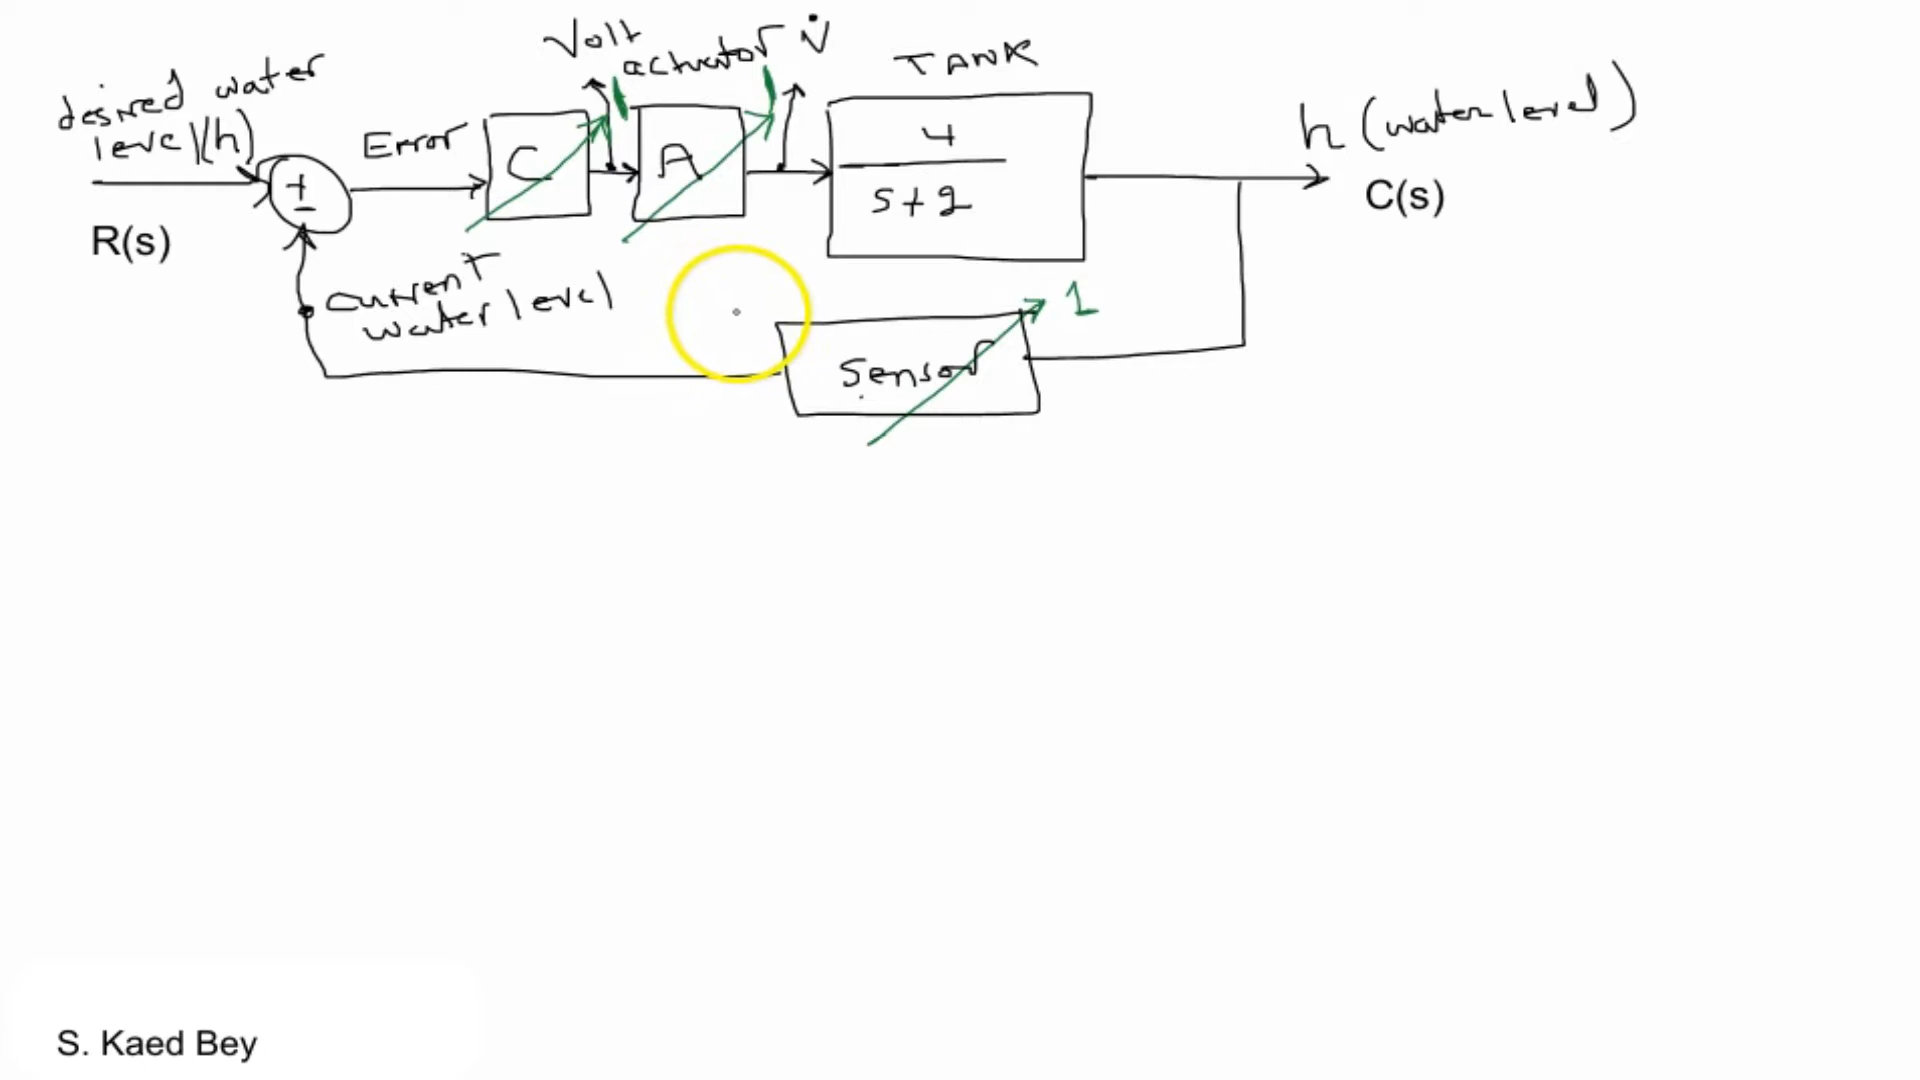 Volt
actuator V̇
TANK
desired water
level (h)
Error
C
A
4
s+2
h (water level)
C(s)
+
−
R(s)
current
water level
Sensor
1
S. Kaed Bey